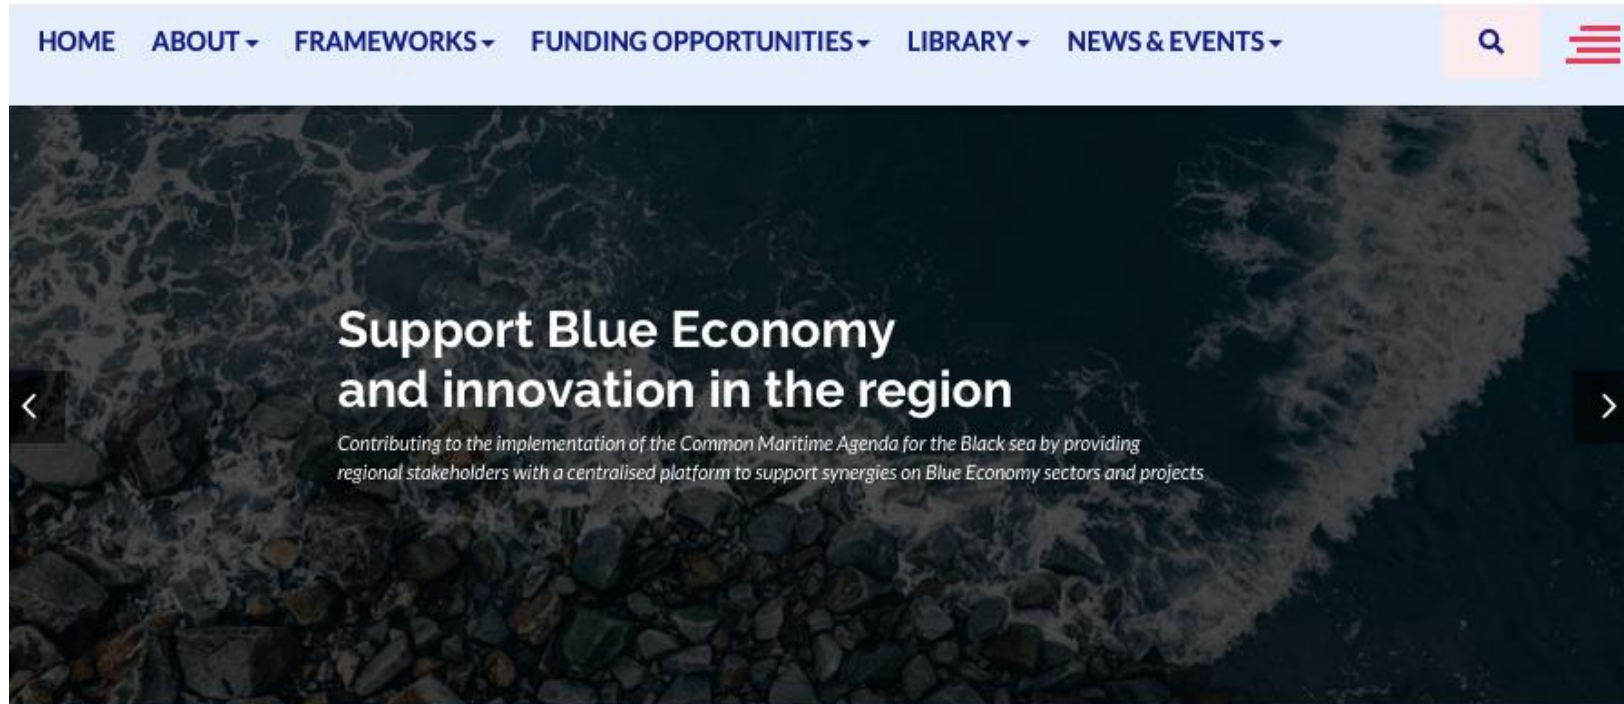 HOME ABOUT FRAMEWORKS FUNDING OPPORTUNITIES LIBRARY NEWS & EVENTS
Support Blue Economy
and innovation in the region
Contributing to the implementation of the Common Maritime Agenda for the Black sea by providing
regional stakeholders with a centralised platform to support synergies on Blue Economy sectors and projects